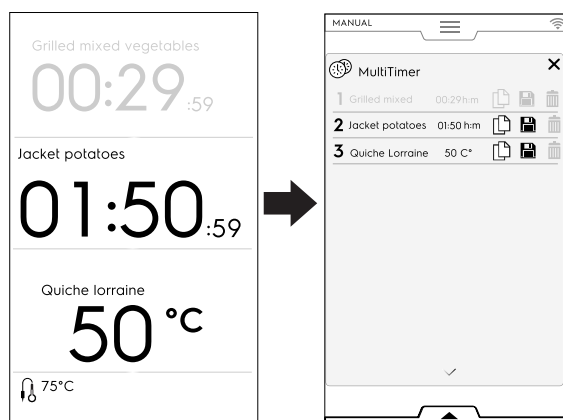 Grilled mixed vegetables
00:29:59
Jacket potatoes
01:50:59
Quiche lorraine
50 °C
75°C
MANUAL
MultiTimer
1 Grilled mixed 00:29h:m
2 Jacket potatoes 01:50 h:m
3 Quiche Lorraine 50 C°